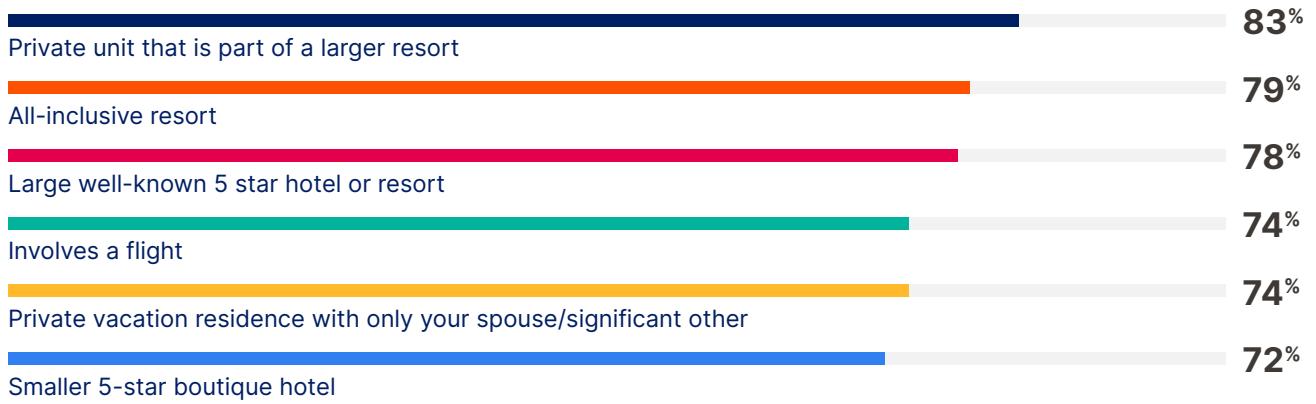 83%
Private unit that is part of a larger resort
79%
All-inclusive resort
78%
Large well-known 5 star hotel or resort
74%
Involves a flight
74%
Private vacation residence with only your spouse/significant other
72%
Smaller 5-star boutique hotel